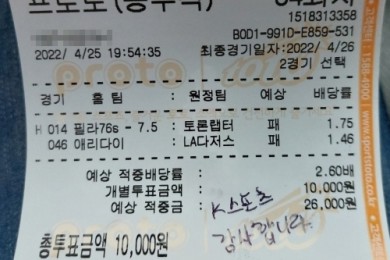 프로토(승부식)
1518313358
B0D1-991D-E859-531
2022/ 4/25 19:54:35 최종경기일자:2022/ 4/26
2경기 선택
경기 홈 팀 : 원정팀 예상 배당률
H 014 필라76s - 7.5 : 토론랩터 패 1.75
046 애리다이 : LA다저스 패 1.46
예상 적중배당률 : 2.60배
개별투표금액 : 10,000원
예상 적중금 : 26,000원
K스포츠
감사합니다
총투표금액 10,000원